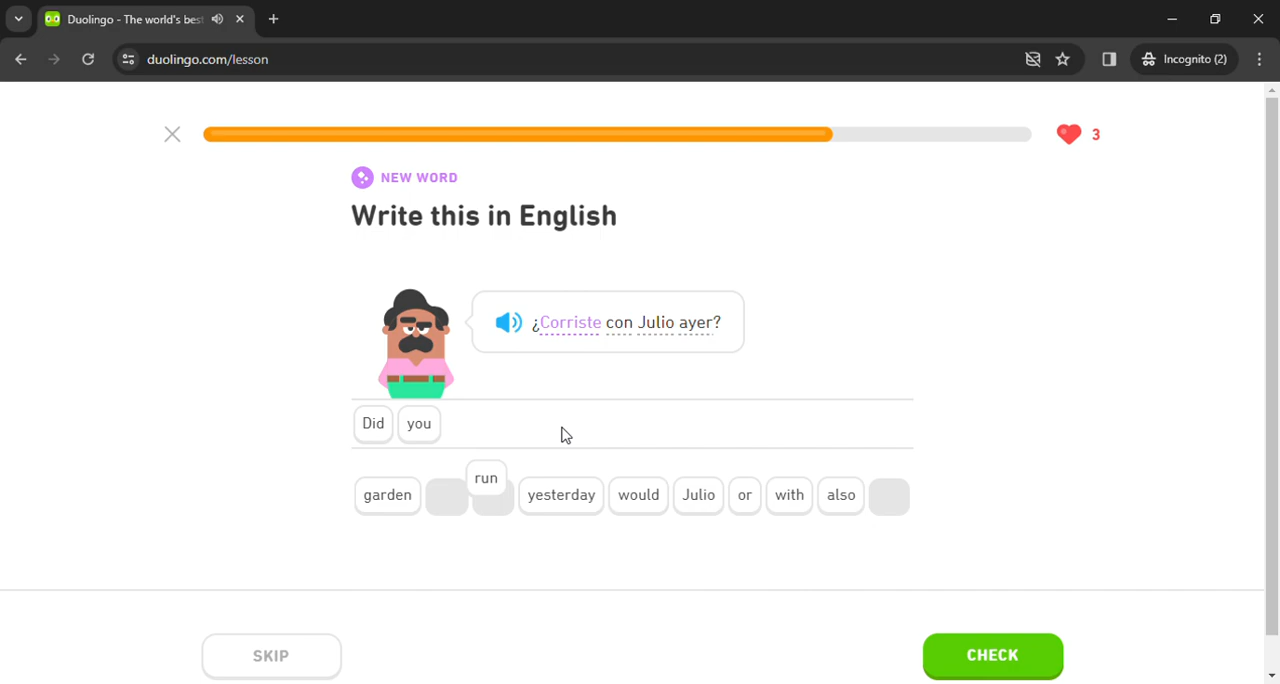 Duolingo - The world's bes
duolingo.com/lesson
Incognito (2)
3
NEW WORD
Write this in English
¿Corriste con Julio ayer?
Did you
run
garden yesterday would Julio or with also
SKIP CHECK